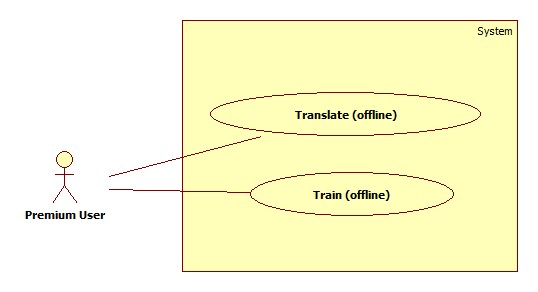 System
Translate (offline)
Train (offline)
Premium User